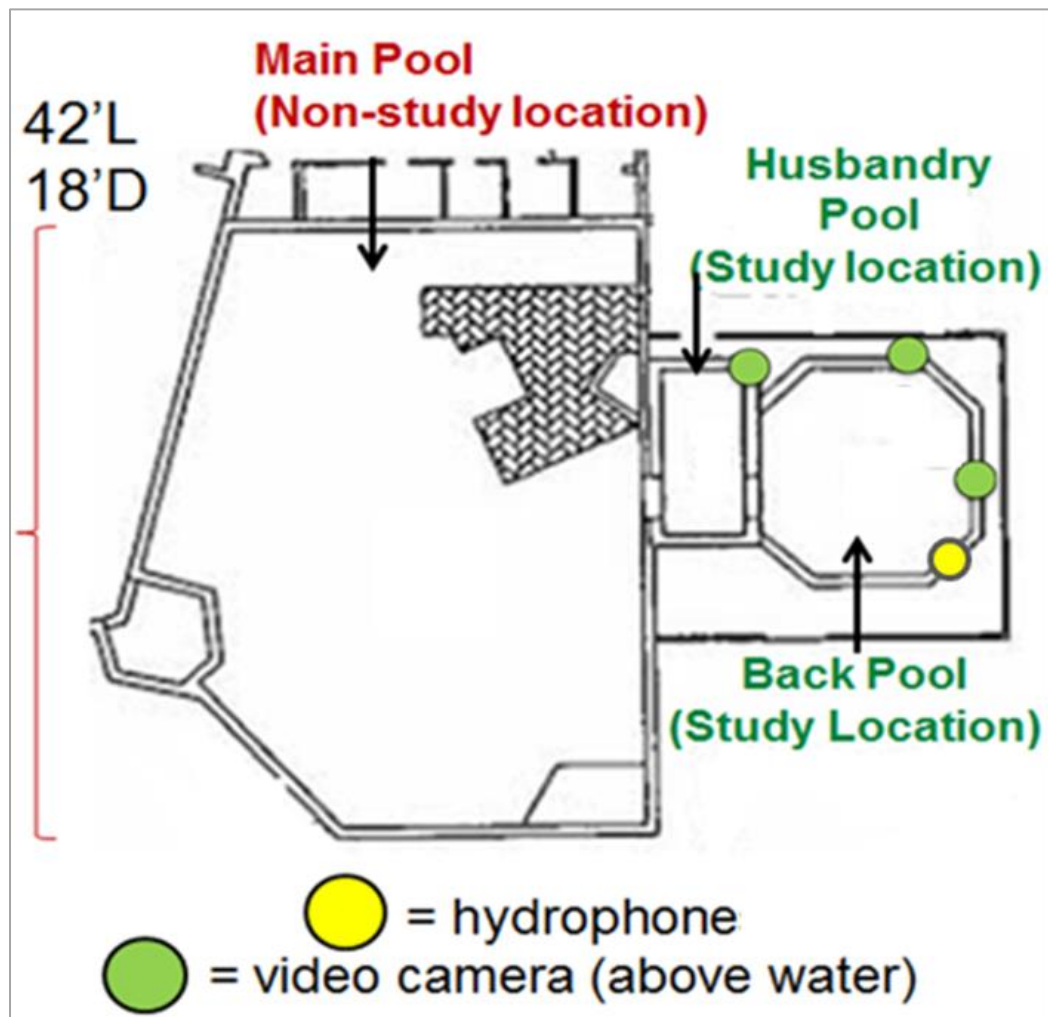 Main Pool
(Non-study location)
42’L
18’D
Husbandry
Pool
(Study location)
Back Pool
(Study Location)
= hydrophone
= video camera (above water)